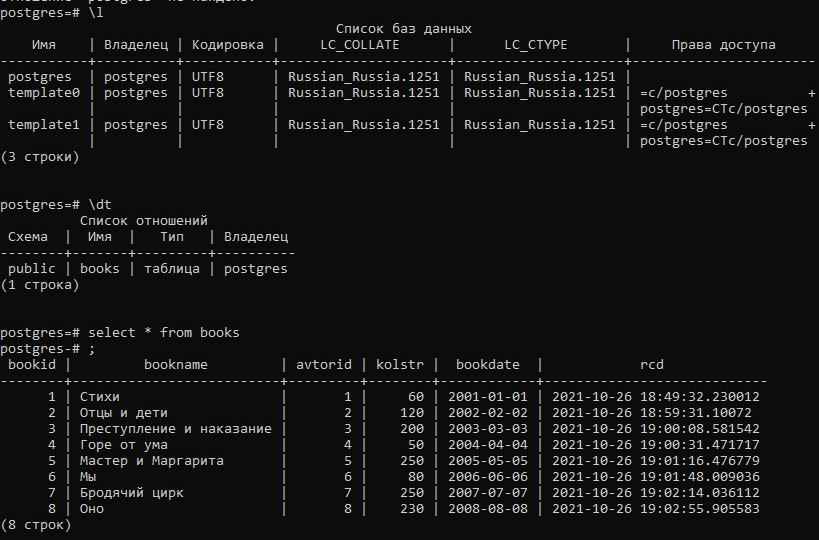 postgres=# \l
Список баз данных
Имя | Владелец | Кодировка | LC_COLLATE | LC_CTYPE | Права доступа
-----------+----------+-----------+---------------------+---------------------+-----------------------
postgres | postgres | UTF8 | Russian_Russia.1251 | Russian_Russia.1251 |
template0 | postgres | UTF8 | Russian_Russia.1251 | Russian_Russia.1251 | =c/postgres +
| | | | | postgres=CTc/postgres
template1 | postgres | UTF8 | Russian_Russia.1251 | Russian_Russia.1251 | =c/postgres +
| | | | | postgres=CTc/postgres
(3 строки)
postgres=# \dt
Список отношений
Схема | Имя | Тип | Владелец
--------+-------+---------+----------
public | books | таблица | postgres
(1 строка)
postgres=# select * from books
postgres-# ;
bookid | bookname | avtorid | kolstr | bookdate | rcd
--------+-------------------------+---------+--------+------------+----------------------------
1 | Стихи | 1 | 60 | 2001-01-01 | 2021-10-26 18:49:32.230012
2 | Отцы и дети | 2 | 120 | 2002-02-02 | 2021-10-26 18:59:31.10072
3 | Преступление и наказание | 3 | 200 | 2003-03-03 | 2021-10-26 19:00:08.581542
4 | Горе от ума | 4 | 50 | 2004-04-04 | 2021-10-26 19:00:31.471717
5 | Мастер и Маргарита | 5 | 250 | 2005-05-05 | 2021-10-26 19:01:16.476779
6 | Мы | 6 | 80 | 2006-06-06 | 2021-10-26 19:01:48.009036
7 | Бродячий цирк | 7 | 250 | 2007-07-07 | 2021-10-26 19:02:14.036112
8 | Оно | 8 | 230 | 2008-08-08 | 2021-10-26 19:02:55.905583
(8 строк)